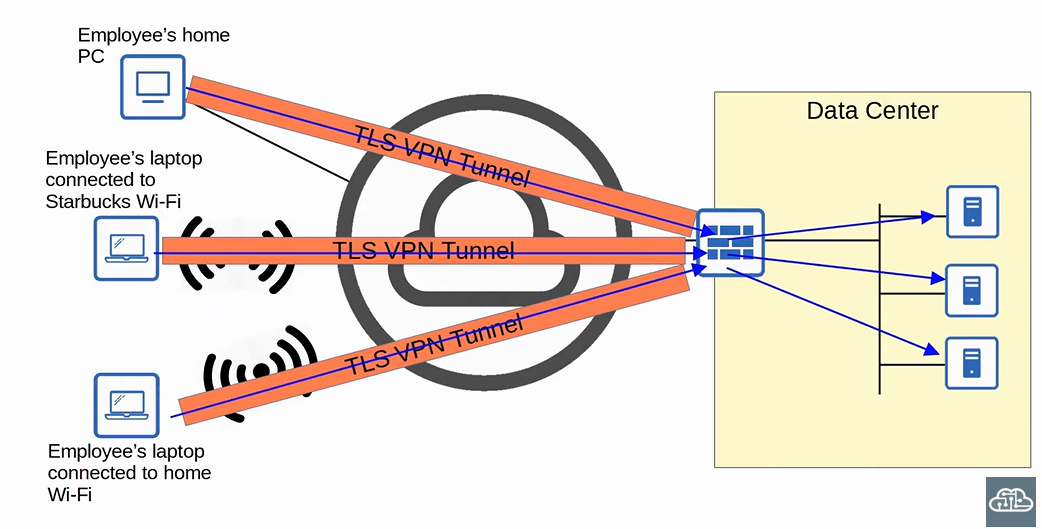 Employee's home
PC
TLS VPN Tunnel
Data Center
Employee's laptop
connected to
Starbucks Wi-Fi
TLS VPN Tunnel
TLS VPN Tunnel
Employee's laptop
connected to home
Wi-Fi